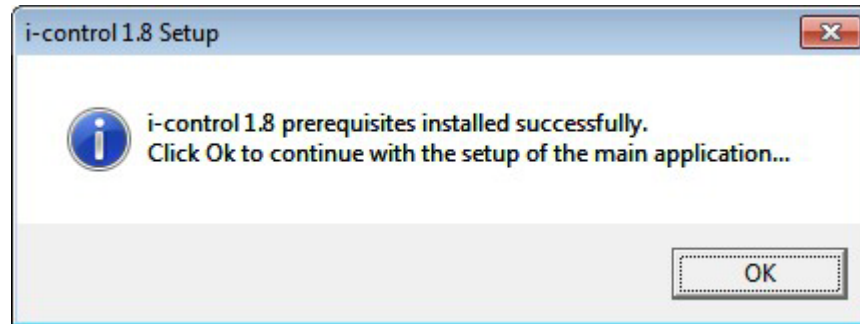 i-control 1.8 Setup
i-control 1.8 prerequisites installed successfully.
Click Ok to continue with the setup of the main application...
OK